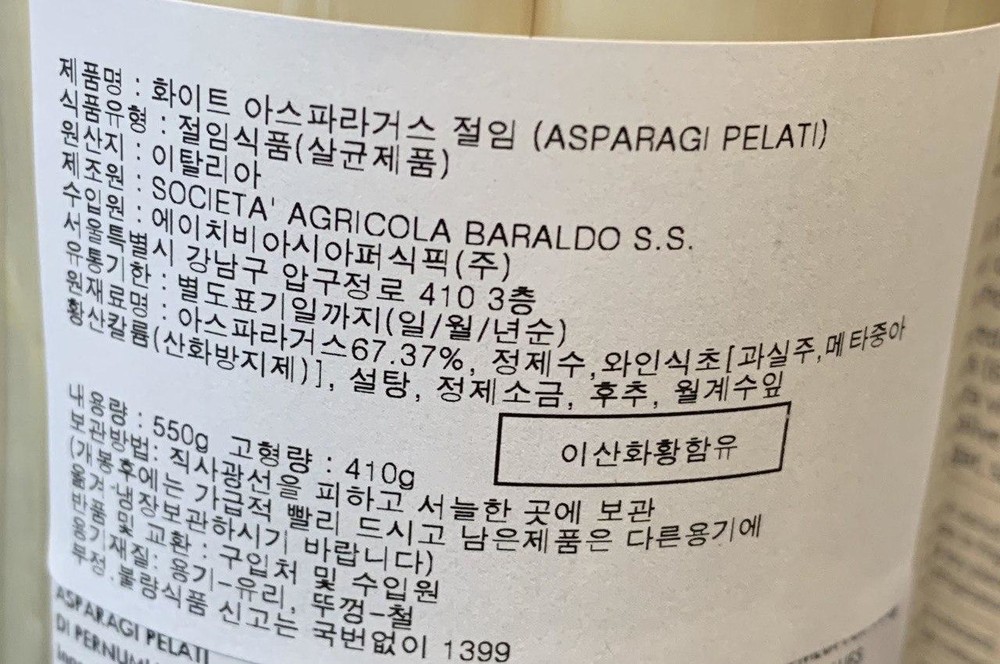 제품명 : 화이트 아스파라거스 절임 (ASPARAGI PELATI)
식품유형 : 절임식품(살균제품)
원산지 : 이탈리아
제조원 : SOCIETA' AGRICOLA BARALDO S.S.
수입원 : 에이치비아시아퍼시픽(주)
서울특별시 강남구 압구정로 410 3층
유통기한 : 별도표기일까지(일/월/년순)
원재료명 : 아스파라거스67.37%, 정제수,와인식초[과실주,메타중아
황산칼륨(산화방지제)], 설탕, 정제소금, 후추, 월계수잎
이산화황함유
내용량 : 550g 고형량 : 410g
보관방법: 직사광선을 피하고 서늘한 곳에 보관
(개봉후에는 가급적 빨리 드시고 남은제품은 다른용기에
옮겨 냉장보관하시기 바랍니다)
반품 및 교환 : 구입처 및 수입원
용기재질: 용기-유리, 뚜껑-철
부정.불량식품 신고는 국번없이 1399
ASPARAGI PELATI
DI PERNUMI